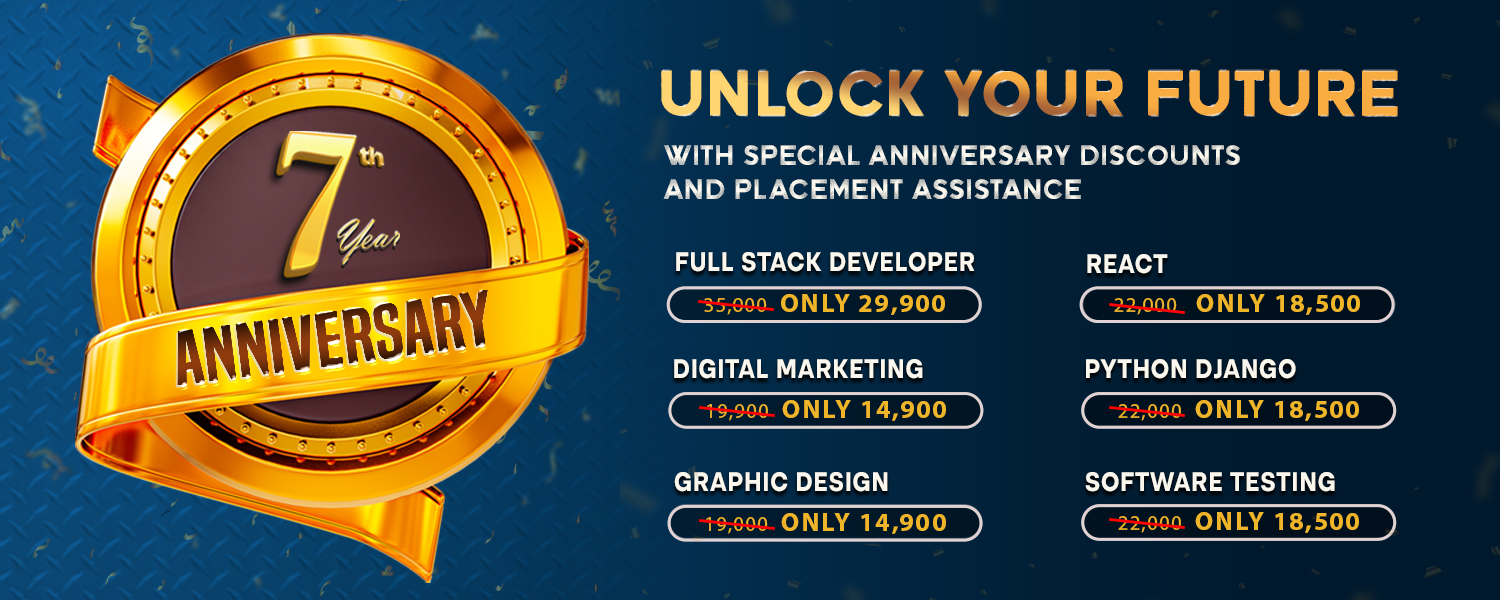 7th
Year
ANNIVERSARY
UNLOCK YOUR FUTURE
WITH SPECIAL ANNIVERSARY DISCOUNTS
AND PLACEMENT ASSISTANCE
FULL STACK DEVELOPER
35,000 ONLY 29,900
REACT
22,000 ONLY 18,500
DIGITAL MARKETING
19,900 ONLY 14,900
PYTHON DJANGO
22,000 ONLY 18,500
GRAPHIC DESIGN
19,000 ONLY 14,900
SOFTWARE TESTING
22,000 ONLY 18,500